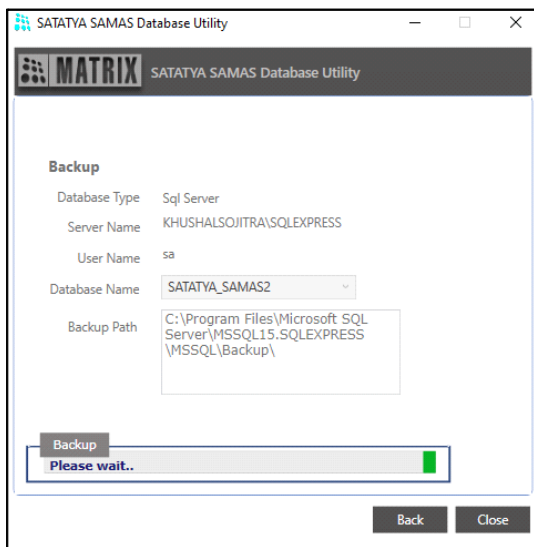 SATATYA SAMAS Database Utility
MATRIX SATATYA SAMAS Database Utility
Backup
Database Type Sql Server
Server Name KHUSHALSOJITRA\SQLEXPRESS
User Name sa
Database Name SATATYA_SAMAS2
Backup Path C:\Program Files\Microsoft SQL
Server\MSSQL15.SQLEXPRESS
\MSSQL\Backup\
Backup
Please wait..
Back Close